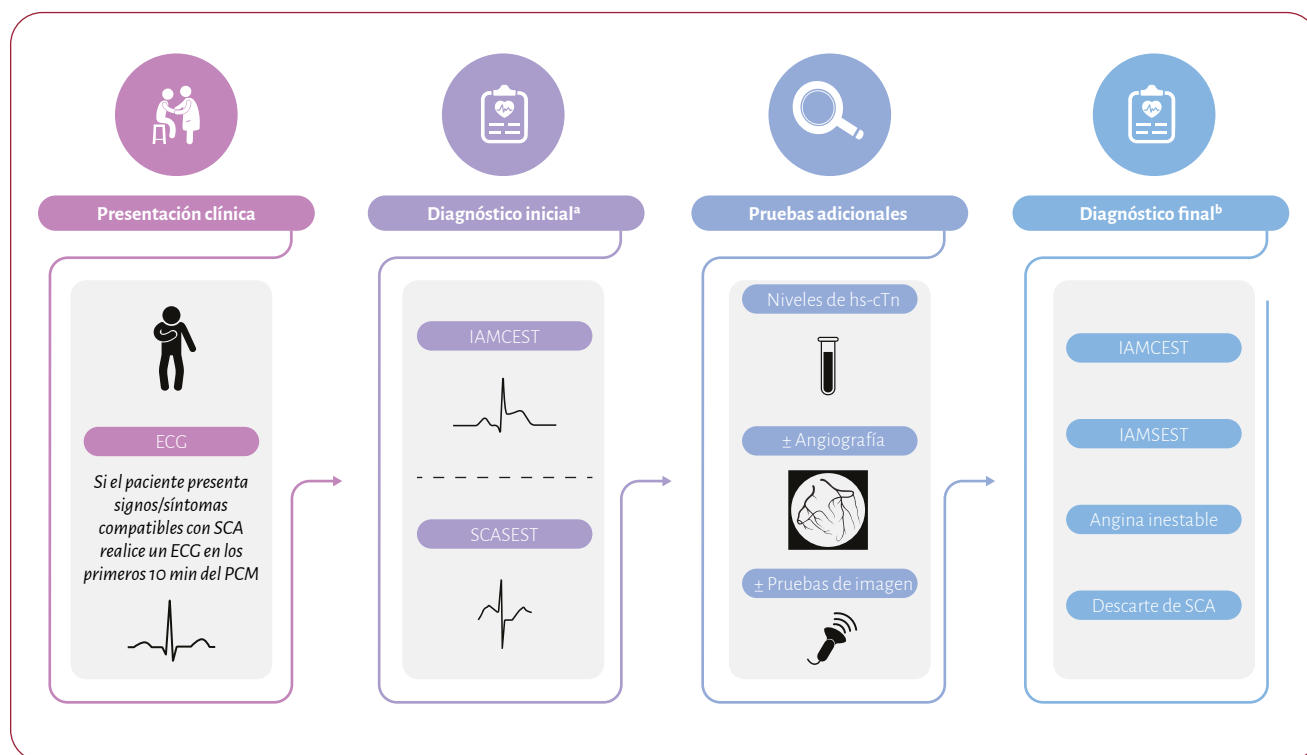 Presentación clínica
ECG
Si el paciente presenta
signos/síntomas
compatibles con SCA
realice un ECG en los
primeros 10 min del PCM
Diagnóstico inicialª
IAMCEST
SCASEST
Pruebas adicionales
Niveles de hs-cTn
± Angiografía
± Pruebas de imagen
Diagnóstico finalᵇ
IAMCEST
IAMSEST
Angina inestable
Descarte de SCA